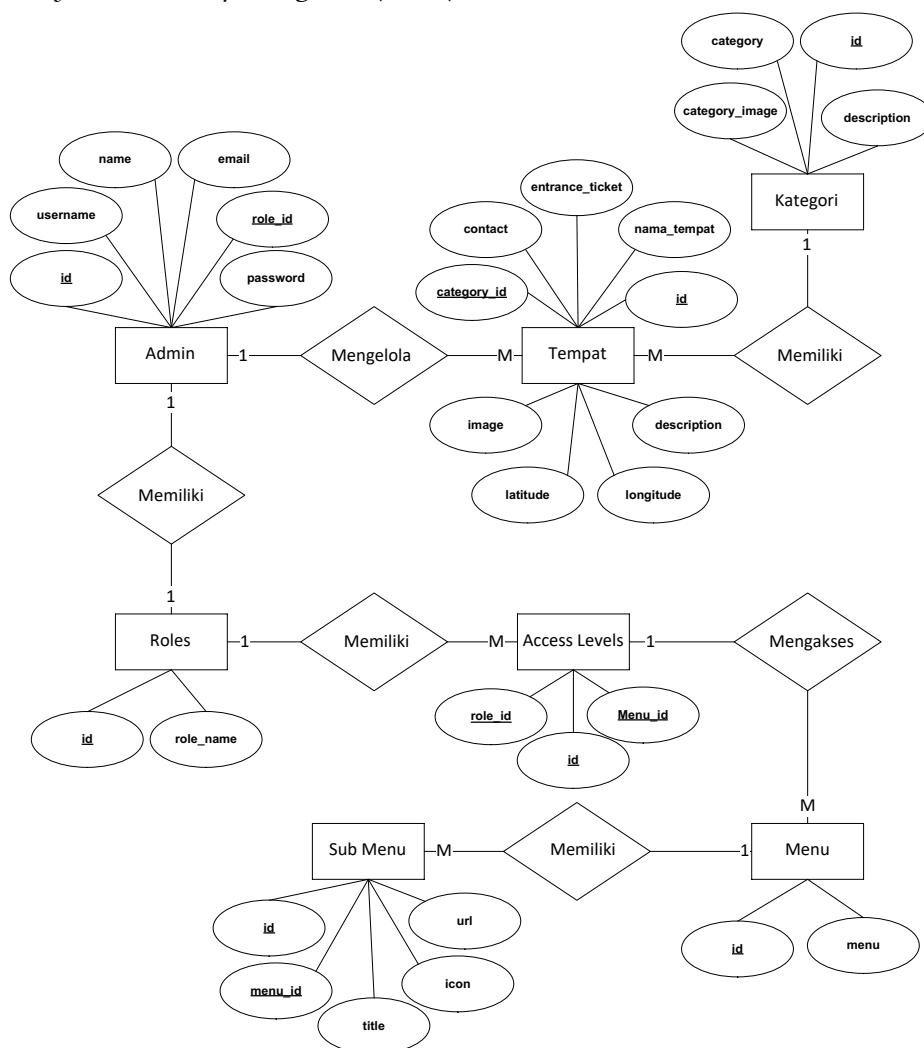 category
id
category_image
description
Kategori
1
name
email
username
role_id
id
password
entrance_ticket
contact
nama_tempat
category_id
id
Admin
1
Mengelola
M
Tempat
M
Memiliki
image
description
latitude
longitude
1
Memiliki
1
Roles
1
Memiliki
M
Access Levels
1
Mengakses
id
role_name
role_id
Menu_id
id
M
Sub Menu
M
Memiliki
1
Menu
id
url
menu_id
icon
title
id
menu